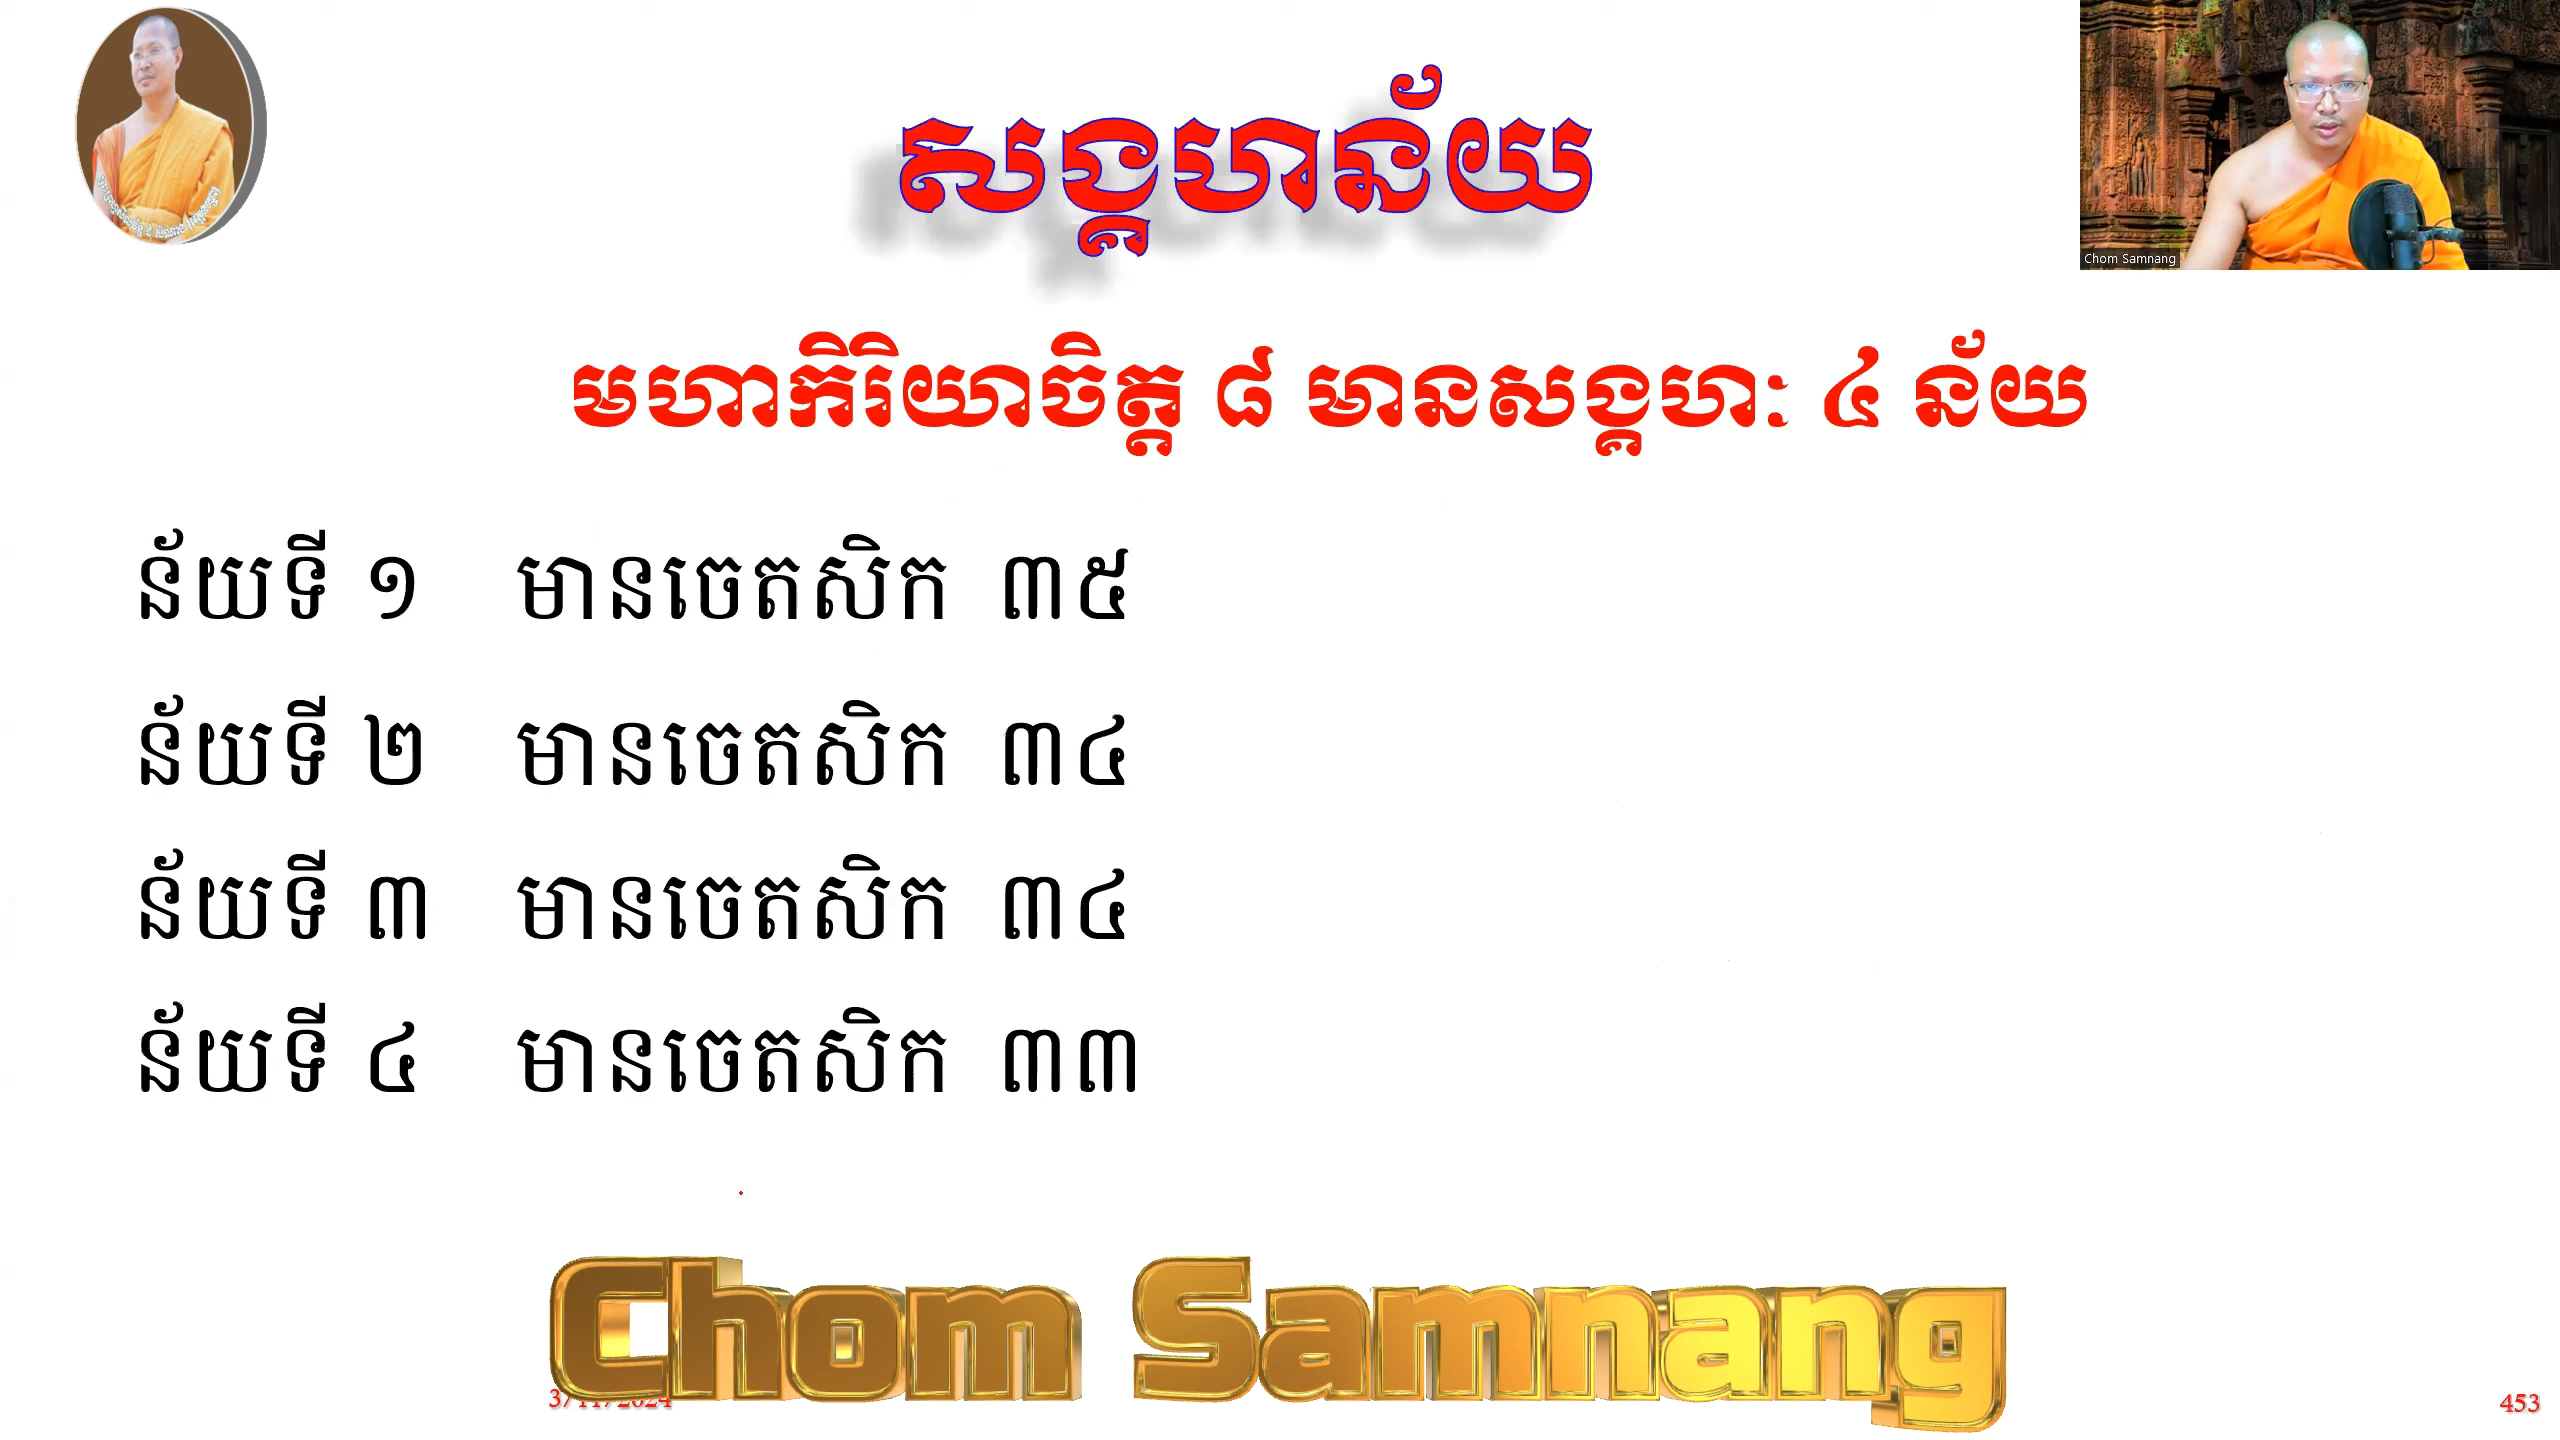 សង្គហន័យ
Chom Samnang
មហាកិរិយាចិត្ត ៨ មានសង្គហៈ ៤ ន័យ
ន័យទី ១ មានចេតសិក ៣៥
ន័យទី ២ មានចេតសិក ៣៤
ន័យទី ៣ មានចេតសិក ៣៤
ន័យទី ៤ មានចេតសិក ៣៣
Chom Samnang
453